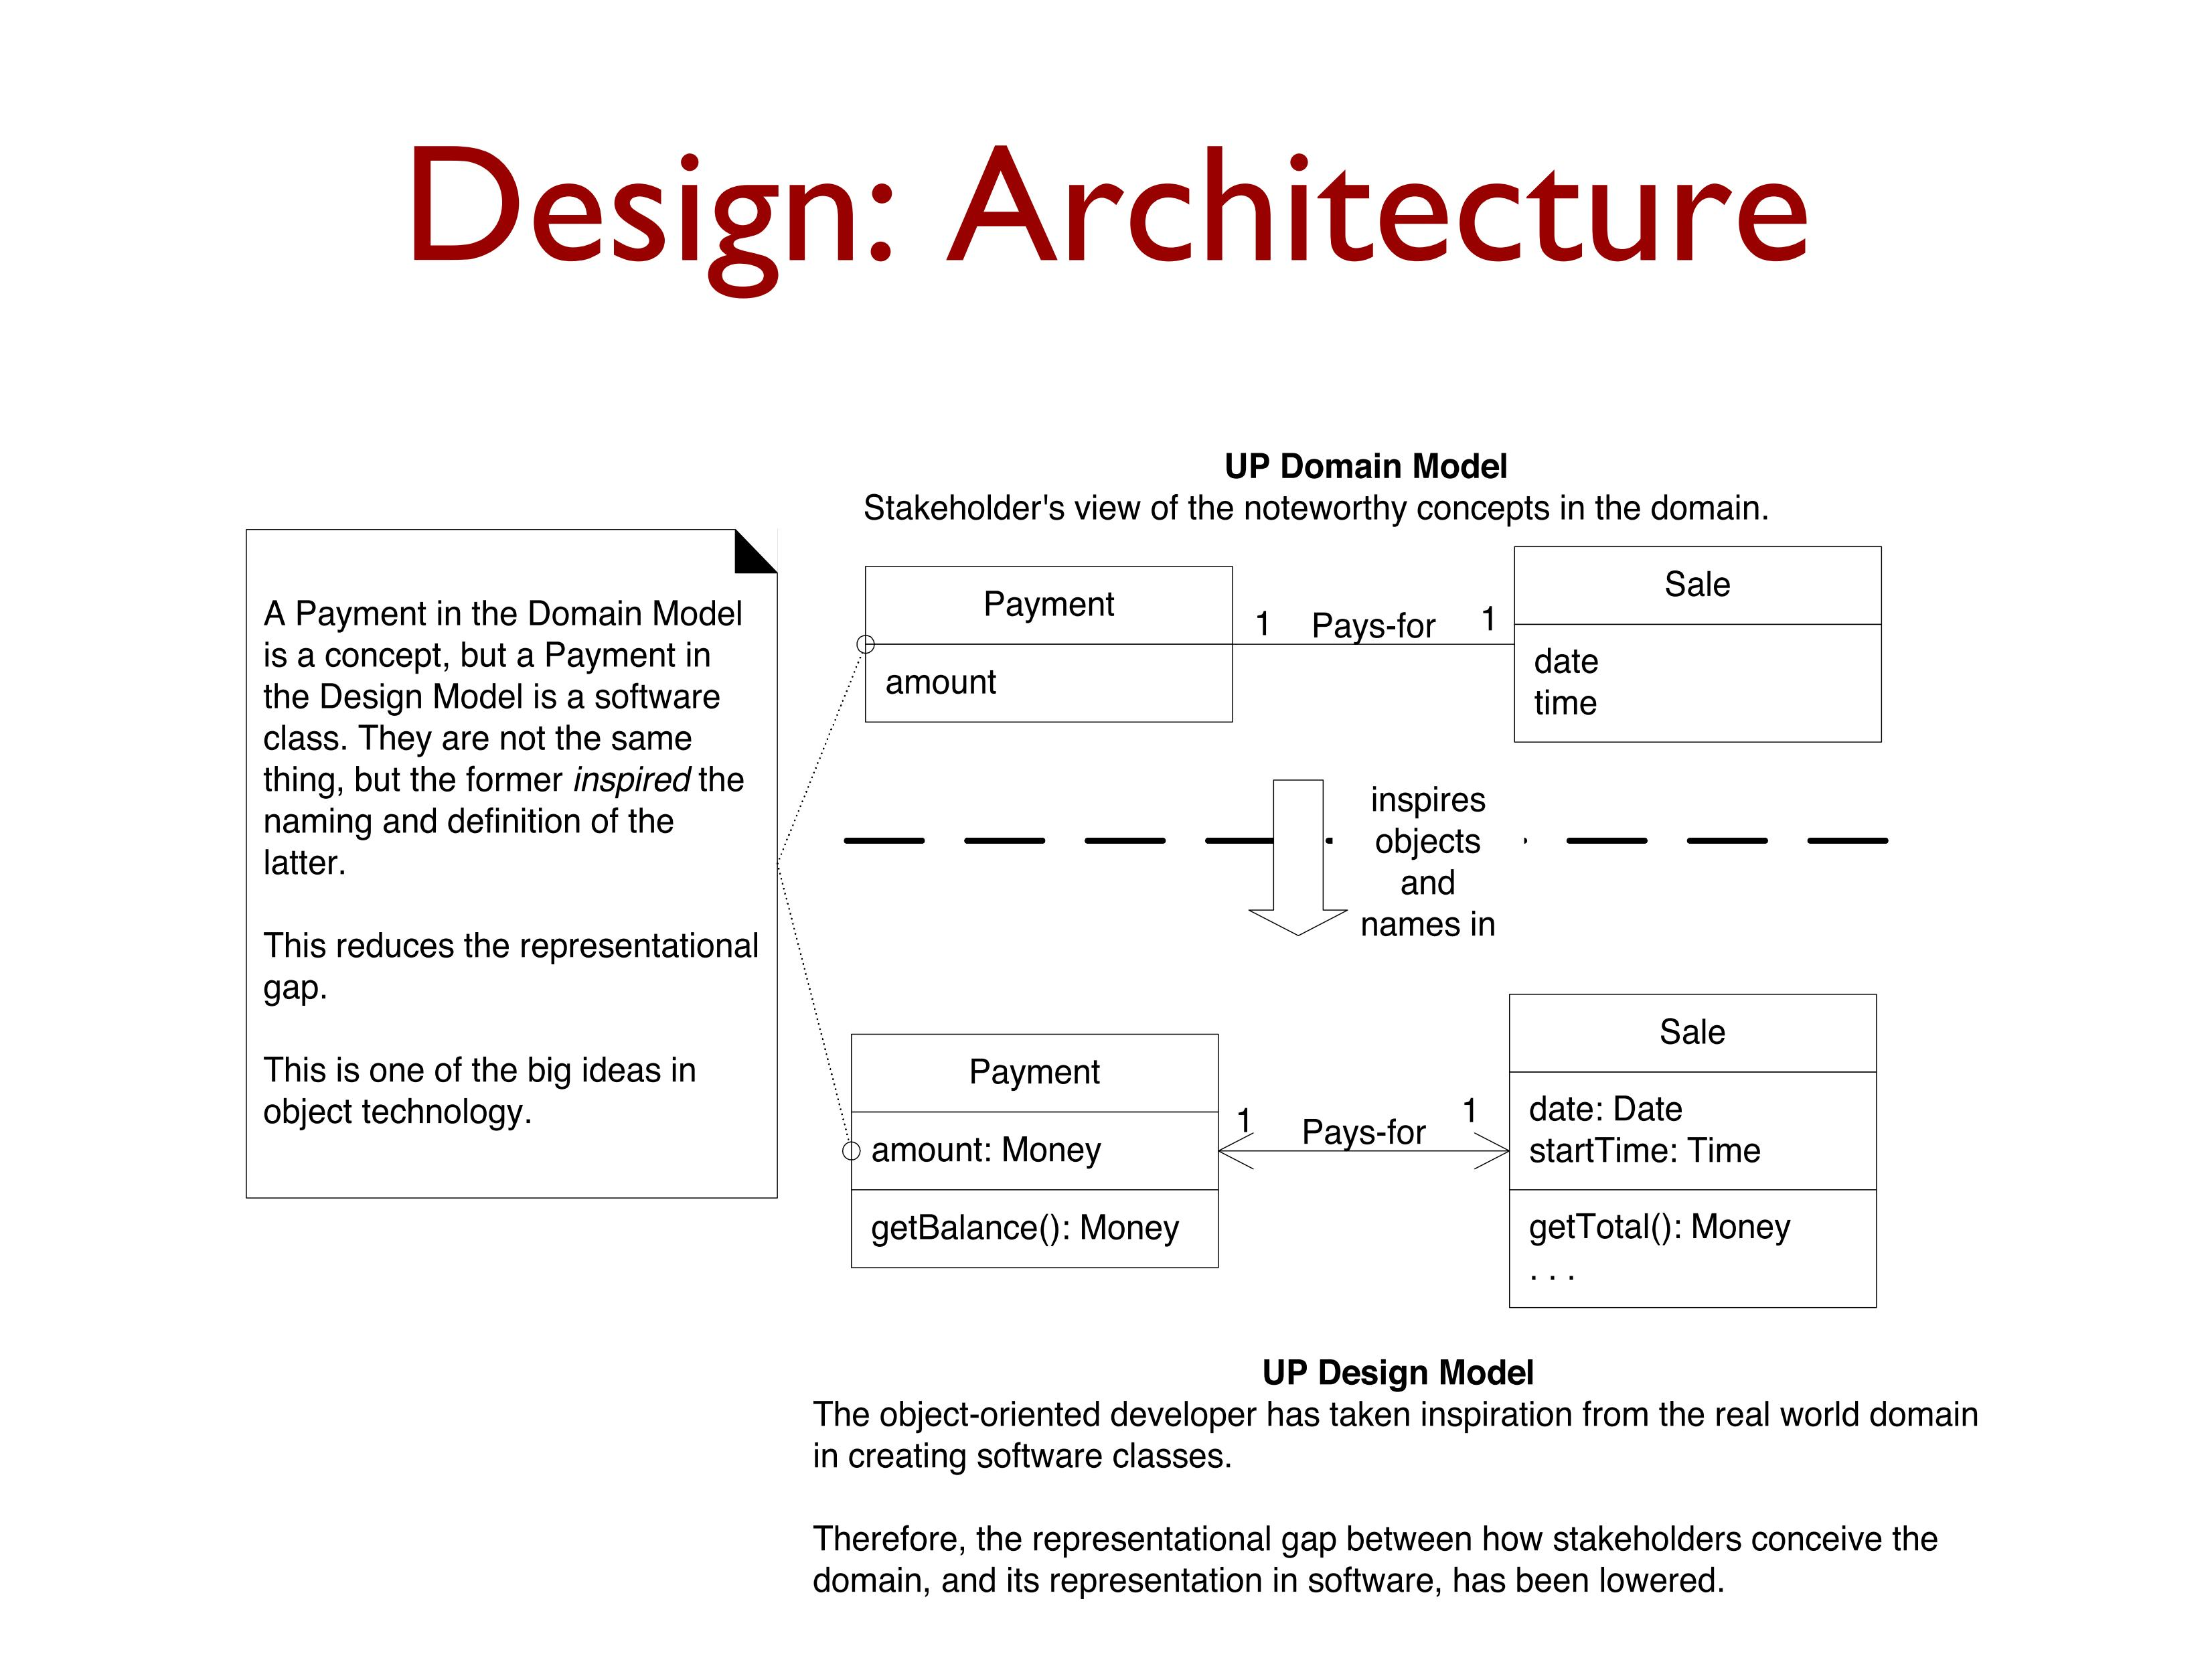 Design: Architecture
UP Domain Model
Stakeholder's view of the noteworthy concepts in the domain.
A Payment in the Domain Model
is a concept, but a Payment in
the Design Model is a software
class. They are not the same
thing, but the former inspired the
naming and definition of the
latter.
This reduces the representational
gap.
This is one of the big ideas in
object technology.
Payment
amount
1 Pays-for 1
Sale
date
time
inspires
objects
and
names in
Payment
amount: Money
getBalance(): Money
1 Pays-for 1
Sale
date: Date
startTime: Time
getTotal(): Money
. . .
UP Design Model
The object-oriented developer has taken inspiration from the real world domain
in creating software classes.
Therefore, the representational gap between how stakeholders conceive the
domain, and its representation in software, has been lowered.